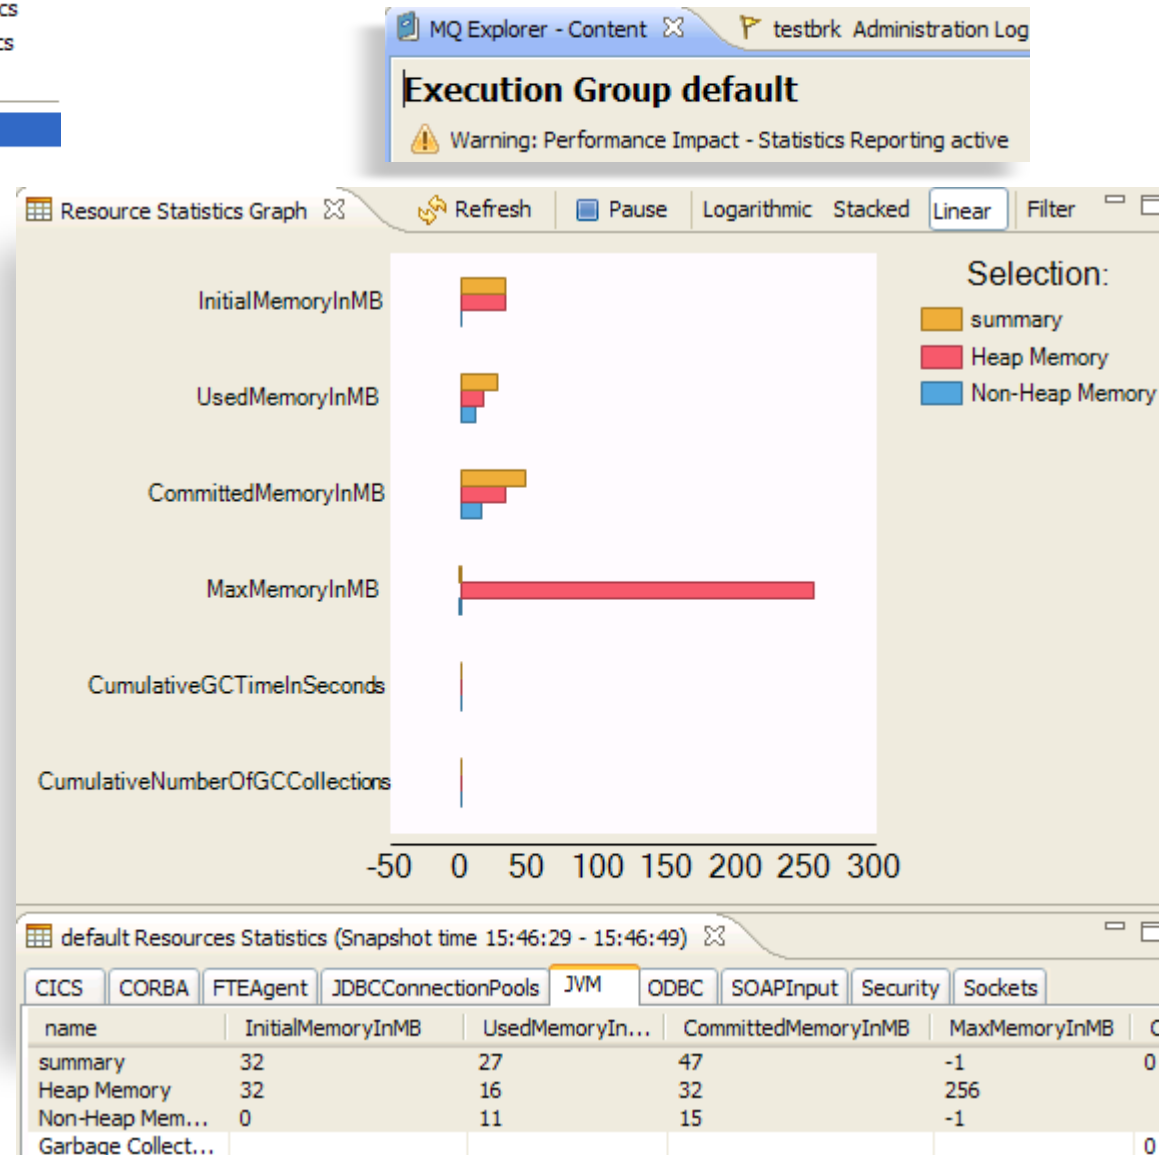 cs
cs
MQ Explorer - Content testbrk Administration Log
Execution Group default
Warning: Performance Impact - Statistics Reporting active
Resource Statistics Graph Refresh Pause Logarithmic Stacked Linear Filter
Selection:
summary
Heap Memory
Non-Heap Memory
InitialMemoryInMB
UsedMemoryInMB
CommittedMemoryInMB
MaxMemoryInMB
CumulativeGCTimeInSeconds
CumulativeNumberOfGCCollections
-50 0 50 100 150 200 250 300
default Resources Statistics (Snapshot time 15:46:29 - 15:46:49)
CICS CORBA FTEAgent JDBCConnectionPools JVM ODBC SOAPInput Security Sockets
name InitialMemoryInMB UsedMemoryIn... CommittedMemoryInMB MaxMemoryInMB C
summary 32 27 47 -1 0
Heap Memory 32 16 32 256
Non-Heap Mem... 0 11 15 -1
Garbage Collect... 0